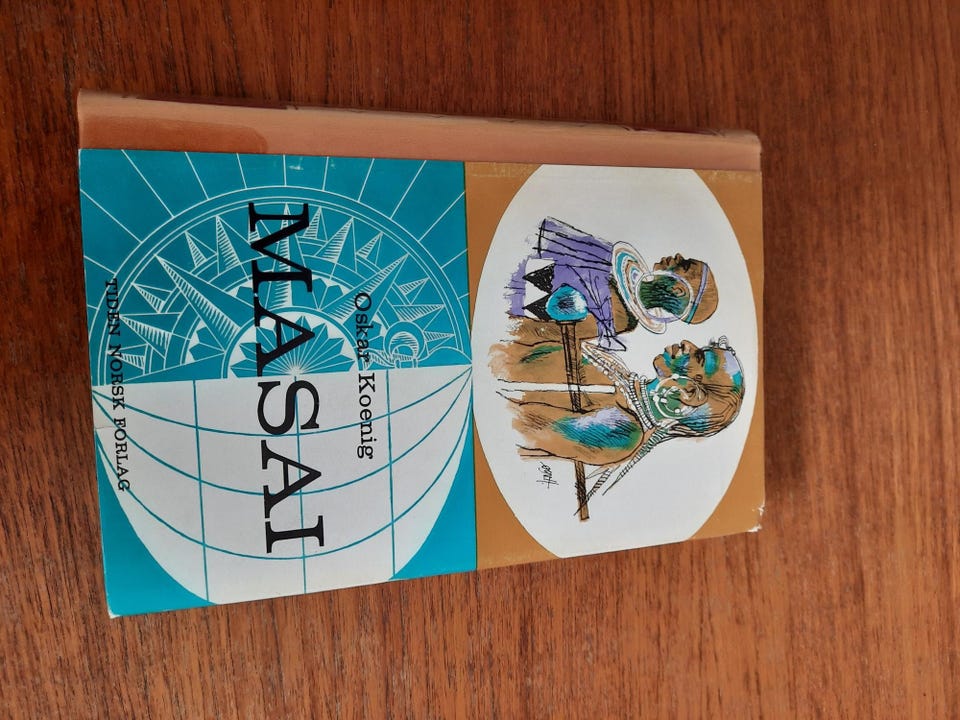 Oskar Koenig
MASAI
TIDEN NORSK FORLAG